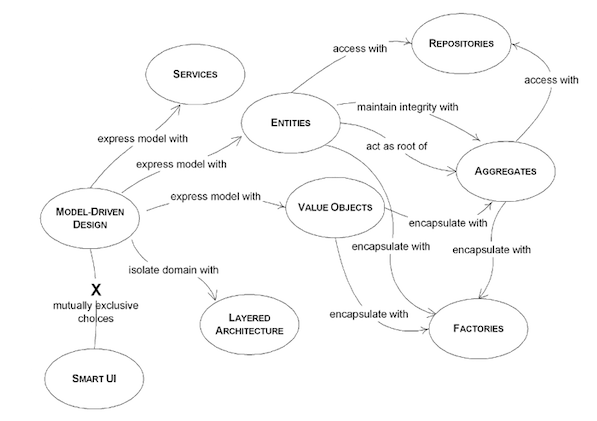 REPOSITORIES
access with
SERVICES
access with
maintain integrity with
ENTITIES
express model with
act as root of
express model with
AGGREGATES
express model with
MODEL-DRIVEN
DESIGN
VALUE OBJECTS
encapsulate with
encapsulate with
encapsulate with
isolate domain with
X
mutually exclusive
choices
encapsulate with
LAYERED
ARCHITECTURE
FACTORIES
SMART UI